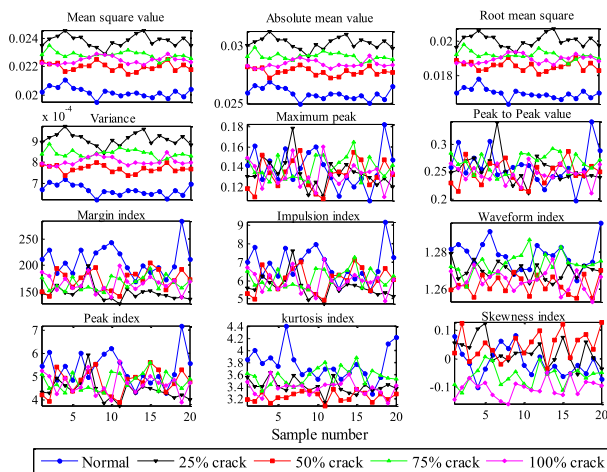 Mean square value Absolute mean value Root mean square
0.024 0.03 0.02
0.022 0.018
0.02 0.025
x 10-4 Variance Maximum peak Peak to Peak value
9 0.18 0.3
8 0.16 0.25
7 0.14 0.2
0.12
Margin index Impulsion index Waveform index
250 9 1.28
200 8 1.26
150 7
6
5
Peak index kurtosis index Skewness index
7 4.4 0.1
6 4.2 0
5 4 -0.1
4 3.8
3.6
3.4
3.2
5 10 15 20 5 10 15 20 5 10 15 20
Sample number
Normal 25% crack 50% crack 75% crack 100% crack